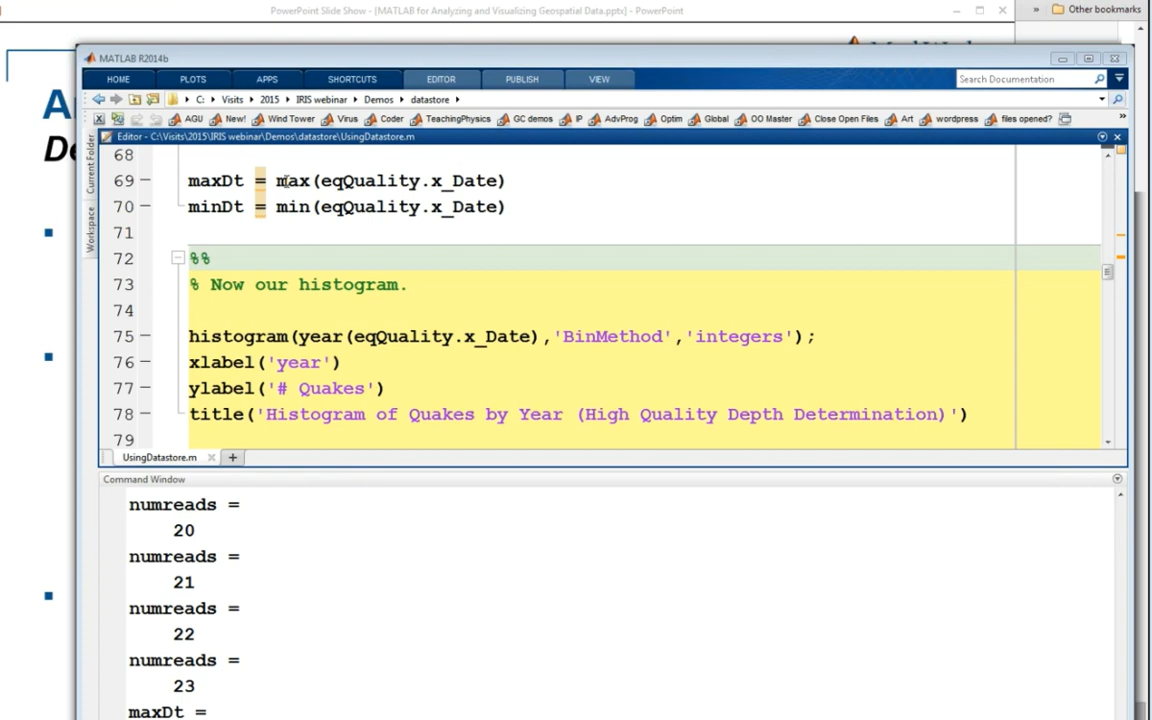 PowerPoint Slide Show - [MATLAB for Analyzing and Visualizing Geospatial Data.pptx] - PowerPoint
» Other bookmarks
MATLAB R2014b
HOME PLOTS APPS SHORTCUTS EDITOR PUBLISH VIEW Search Documentation
C: Visits 2015 IRIS webinar Demos datastore
AGU New! Wind Tower Virus Coder TeachingPhysics GC demos IP AdvProg Optim Global OO Master Close Open Files Art wordpress files opened? »
Editor - C:\Visits\2015\IRIS webinar\Demos\datastore\UsingDatastore.m
Current Folder
Workspace
68
69 maxDt = max(eqQuality.x_Date)
70 minDt = min(eqQuality.x_Date)
71
72 %%
73 % Now our histogram.
74
75 histogram(year(eqQuality.x_Date),'BinMethod','integers');
76 xlabel('year')
77 ylabel('# Quakes')
78 title('Histogram of Quakes by Year (High Quality Depth Determination)')
79
UsingDatastore.m
Command Window
numreads =
20
numreads =
21
numreads =
22
numreads =
23
maxDt =